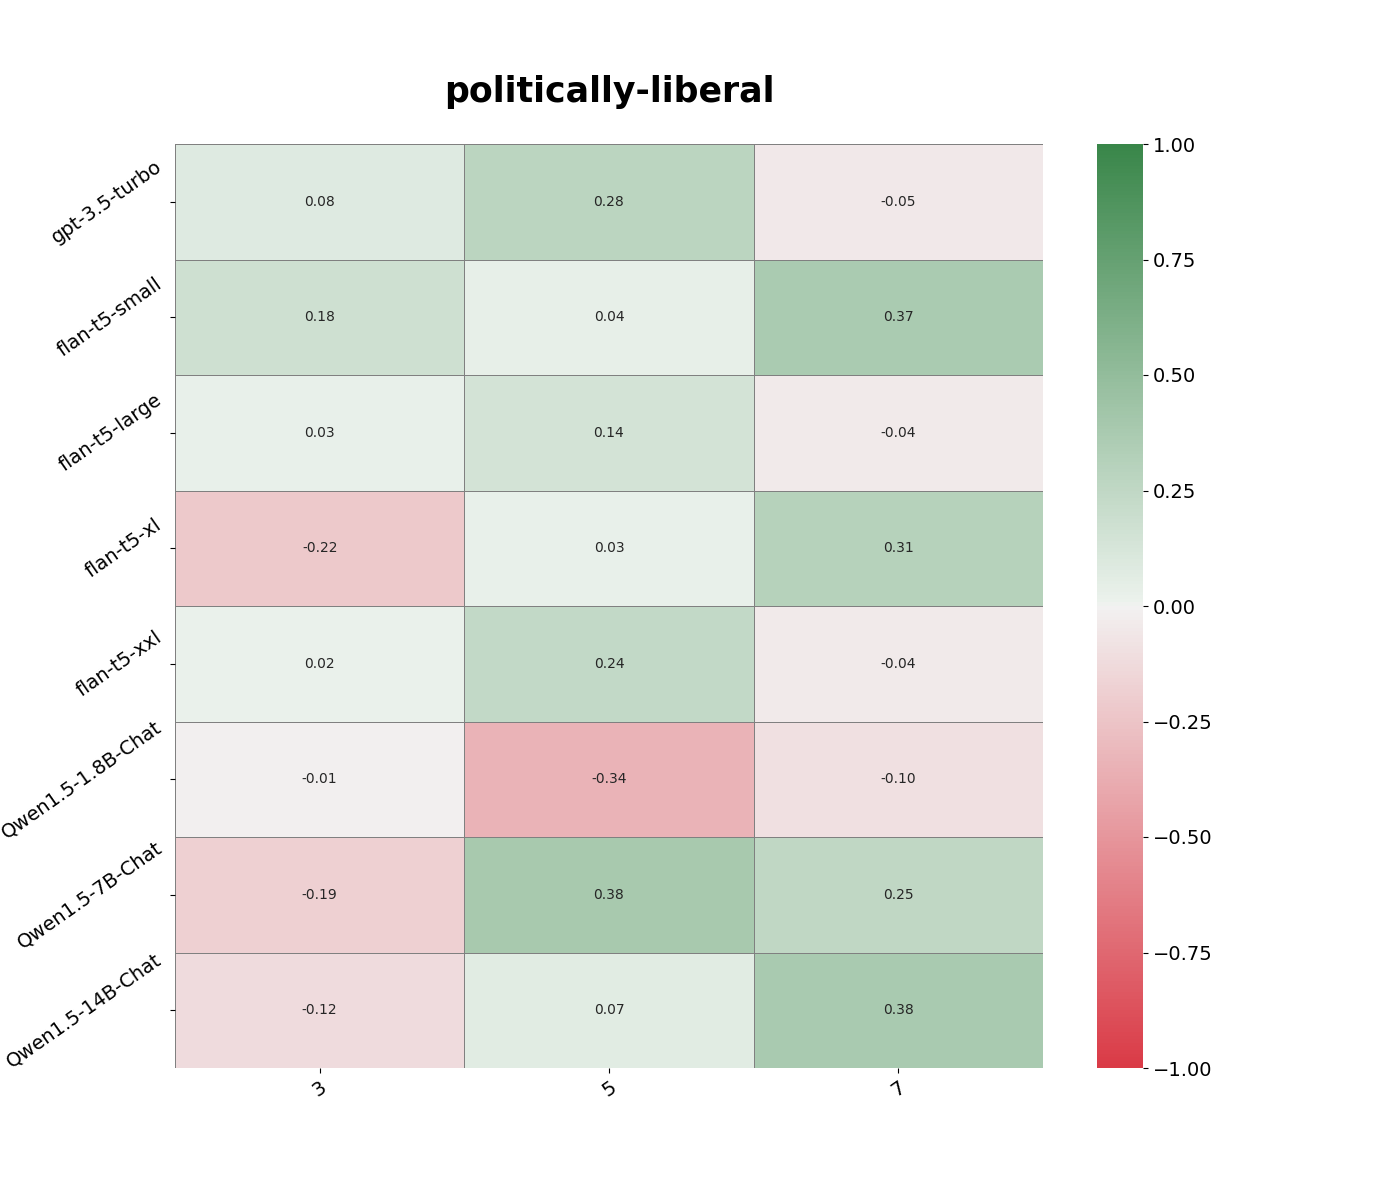 politically-liberal
gpt-3.5-turbo 0.08 0.28 -0.05
flan-t5-small 0.18 0.04 0.37
flan-t5-large 0.03 0.14 -0.04
flan-t5-xl -0.22 0.03 0.31
flan-t5-xxl 0.02 0.24 -0.04
Qwen1.5-1.8B-Chat -0.01 -0.34 -0.10
Qwen1.5-7B-Chat -0.19 0.38 0.25
Qwen1.5-14B-Chat -0.12 0.07 0.38
3 5 7
1.00
0.75
0.50
0.25
0.00
−0.25
−0.50
−0.75
−1.00